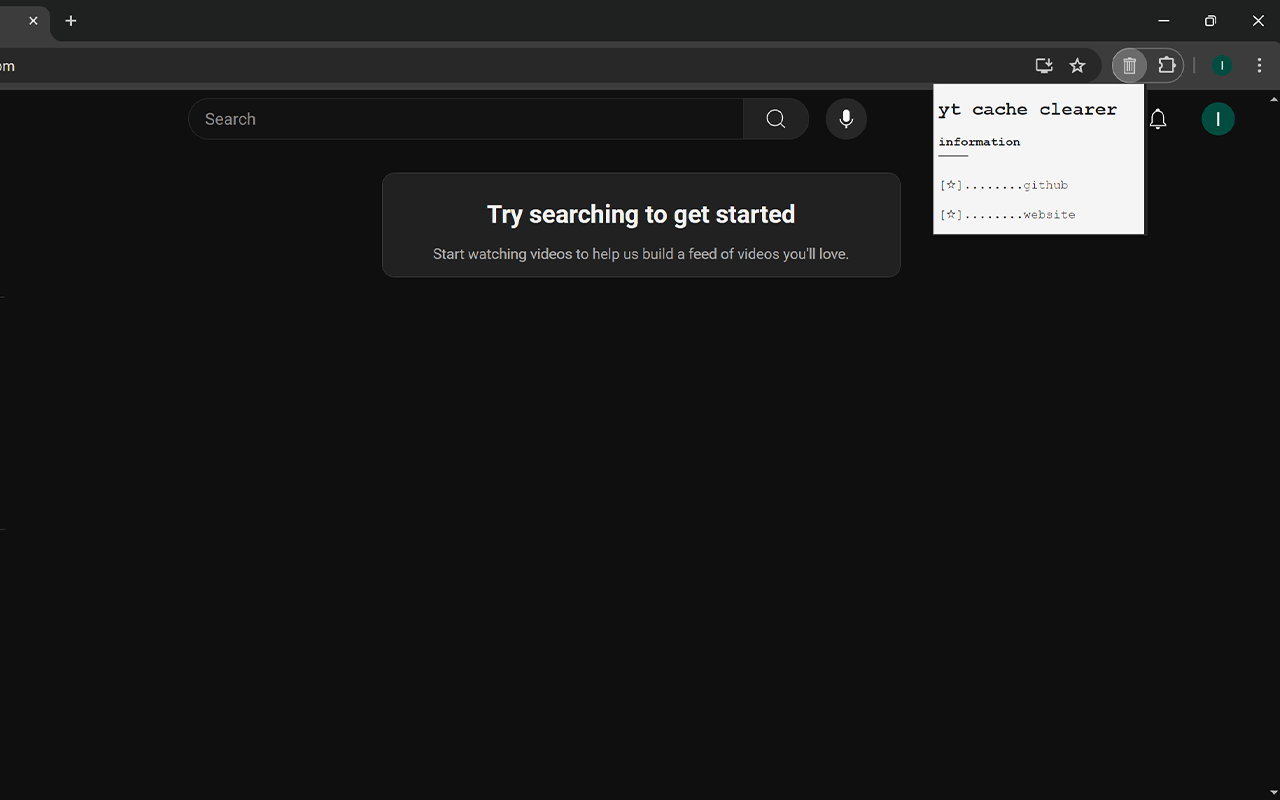 om
Search
I
I
yt cache clearer
information
[☆]........github
[☆]........website
Try searching to get started
Start watching videos to help us build a feed of videos you'll love.